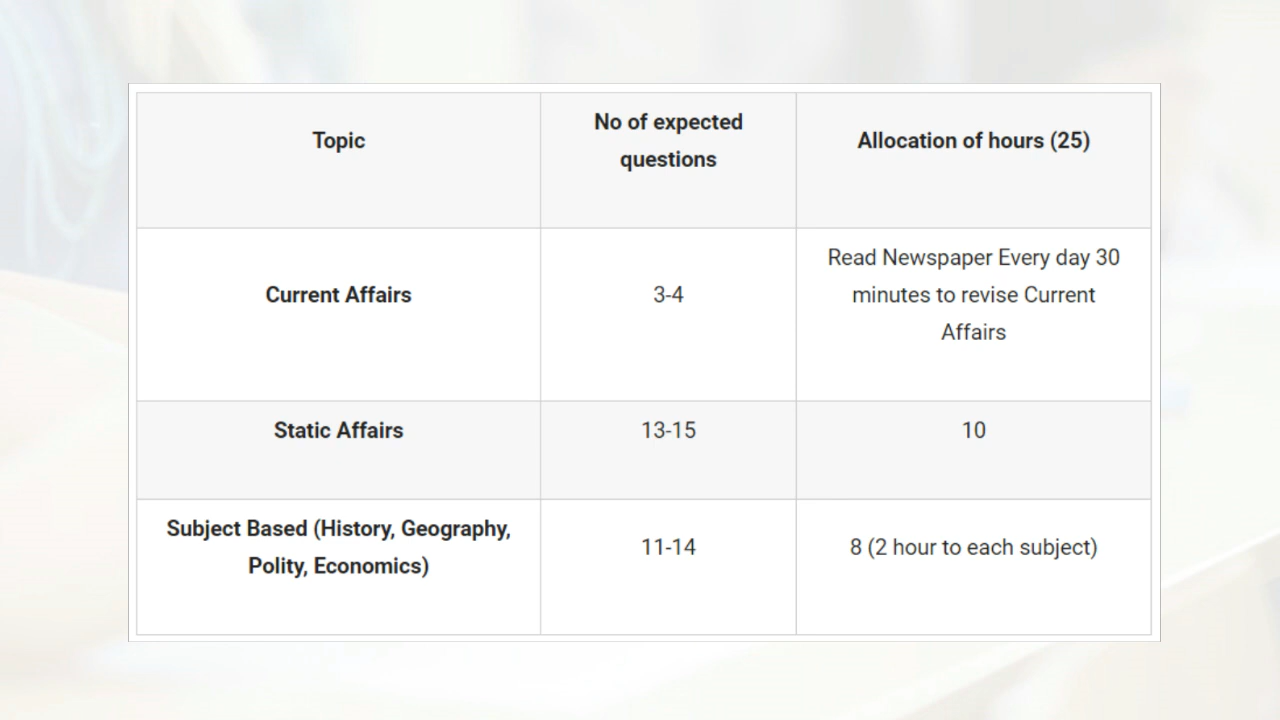 Topic
No of expected
questions
Allocation of hours (25)
Current Affairs
3-4
Read Newspaper Every day 30
minutes to revise Current
Affairs
Static Affairs
13-15
10
Subject Based (History, Geography,
Polity, Economics)
11-14
8 (2 hour to each subject)